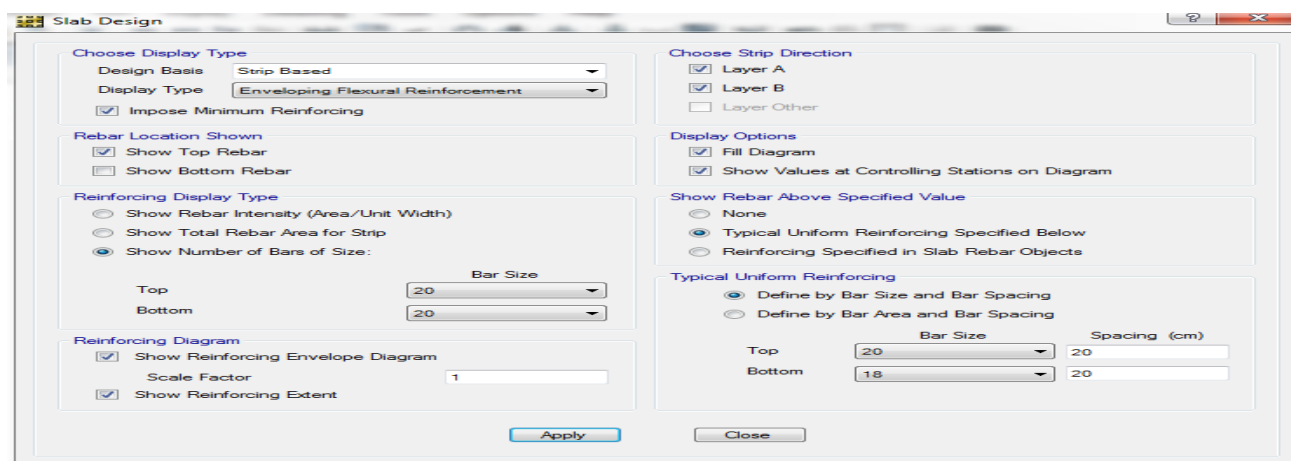 Slab Design
Choose Display Type
Design Basis Strip Based
Display Type Enveloping Flexural Reinforcement
Impose Minimum Reinforcing
Rebar Location Shown
Show Top Rebar
Show Bottom Rebar
Reinforcing Display Type
Show Rebar Intensity (Area/Unit Width)
Show Total Rebar Area for Strip
Show Number of Bars of Size:
Bar Size
Top 20
Bottom 20
Reinforcing Diagram
Show Reinforcing Envelope Diagram
Scale Factor 1
Show Reinforcing Extent
Choose Strip Direction
Layer A
Layer B
Layer Other
Display Options
Fill Diagram
Show Values at Controlling Stations on Diagram
Show Rebar Above Specified Value
None
Typical Uniform Reinforcing Specified Below
Reinforcing Specified in Slab Rebar Objects
Typical Uniform Reinforcing
Define by Bar Size and Bar Spacing
Define by Bar Area and Bar Spacing
Bar Size Spacing (cm)
Top 20 20
Bottom 18 20
Apply Close